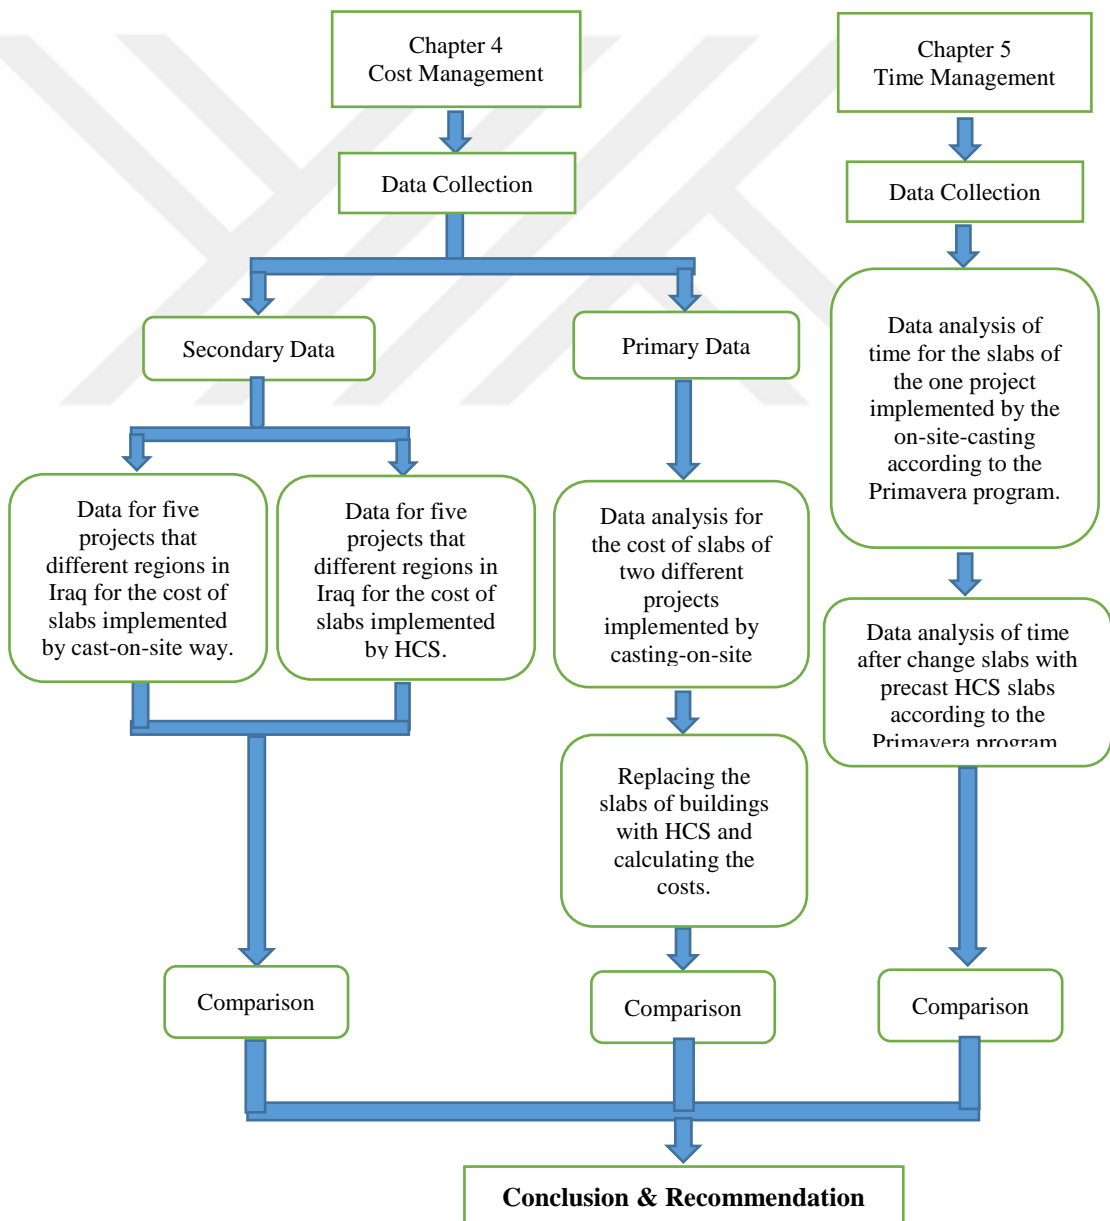 Chapter 4
Cost Management
Chapter 5
Time Management
Data Collection
Data Collection
Secondary Data
Primary Data
Data analysis of
time for the slabs of
the one project
implemented by the
on-site-casting
according to the
Primavera program.
Data for five
projects that
different regions in
Iraq for the cost of
slabs implemented
by cast-on-site way.
Data for five
projects that
different regions in
Iraq for the cost of
slabs implemented
by HCS.
Data analysis for
the cost of slabs of
two different
projects
implemented by
casting-on-site
Data analysis of time
after change slabs with
precast HCS slabs
according to the
Primavera program
Replacing the
slabs of buildings
with HCS and
calculating the
costs.
Comparison
Comparison
Comparison
Conclusion & Recommendation